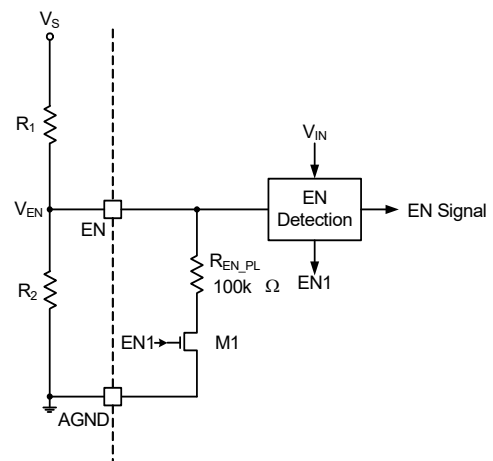 VS
R1
VIN
VEN
EN
EN Detection
EN Signal
R2
REN_PL
100k Ω
EN1
EN1
M1
AGND